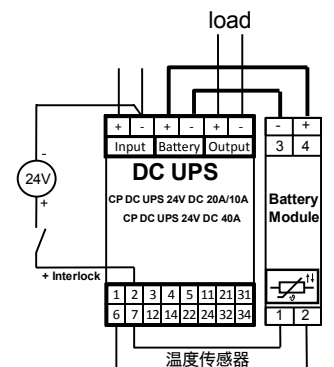 load
+ - + - + -
Input Battery Output
- +
3 4
DC UPS
CP DC UPS 24V DC 20A/10A
CP DC UPS 24V DC 40A
-
24V
+
+ Interlock
Battery
Module
ϑ
1 2 3 4 5 11 21 31
6 7 12 14 22 24 32 34
1 2
温度传感器